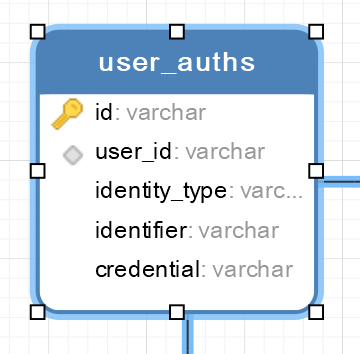 user_auths
id: varchar
user_id: varchar
identity_type: varc...
identifier: varchar
credential: varchar